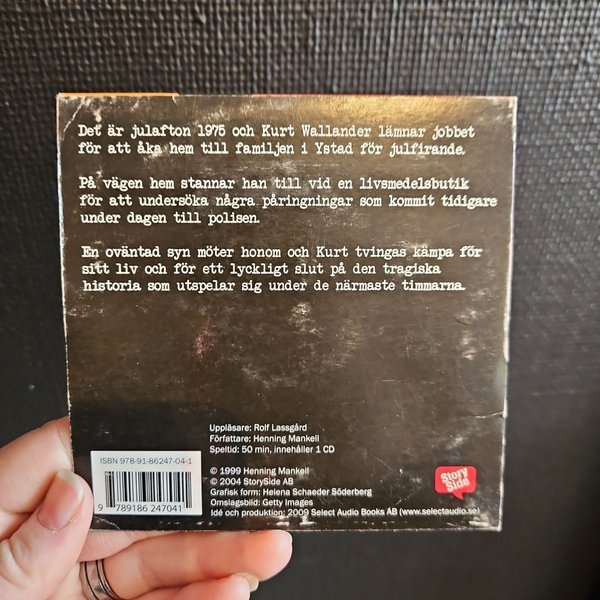 Det är julafton 1975 och Kurt Wallander lämnar jobbet
för att åka hem till familjen i Ystad för julfirande.
På vägen hem stannar han till vid en livsmedelsbutik
för att undersöka några påringningar som kommit tidigare
under dagen till polisen.
En oväntad syn möter honom och Kurt tvingas kämpa för
sitt liv och för ett lyckligt slut på den tragiska
historia som utspelar sig under de närmaste timmarna.
Uppläsare: Rolf Lassgård
Författare: Henning Mankell
Speltid: 50 min, innehåller 1 CD
ISBN 978-91-86247-04-1
9 789186 247041
© 1999 Henning Mankell
© 2004 StorySide AB
Grafisk form: Helena Schaeder Söderberg
Omslagsbild: Getty Images
Idé och produktion: 2009 Select Audio Books AB (www.selectaudio.se)
Story
Side